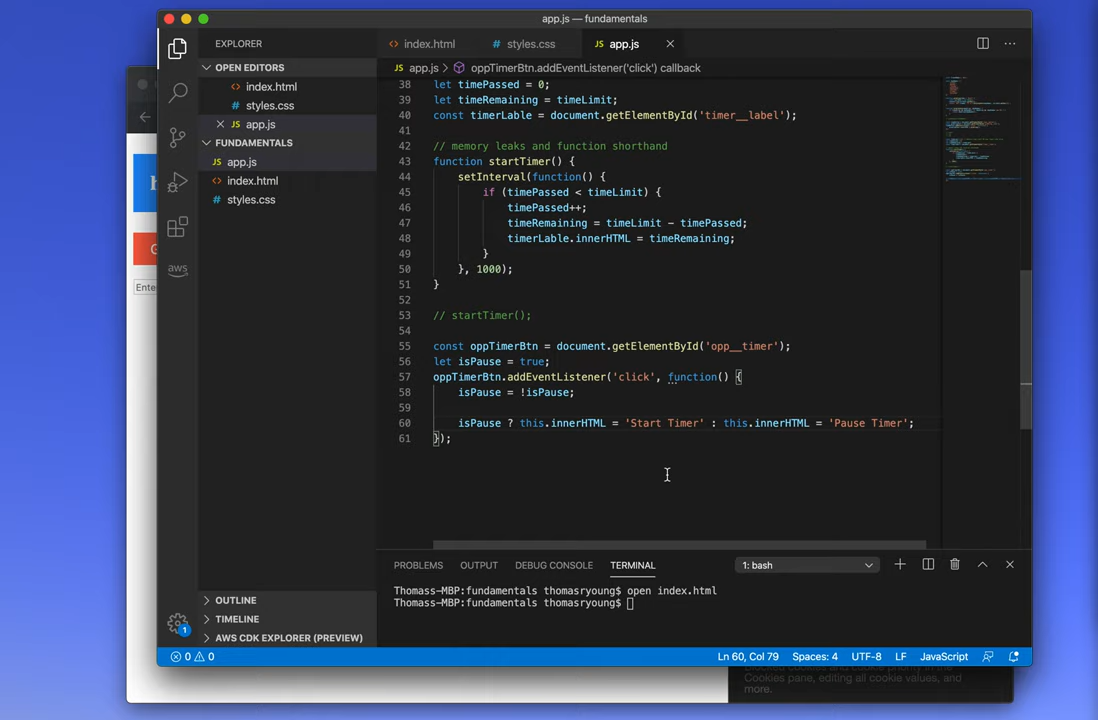 app.js — fundamentals
EXPLORER
index.html
styles.css
app.js
OPEN EDITORS
index.html
styles.css
app.js
FUNDAMENTALS
app.js
index.html
styles.css
OUTLINE
TIMELINE
AWS CDK EXPLORER (PREVIEW)
aws
1
app.js
oppTimerBtn.addEventListener('click') callback
38 let timePassed = 0;
39 let timeRemaining = timeLimit;
40 const timerLable = document.getElementById('timer__label');
41
42 // memory leaks and function shorthand
43 function startTimer() {
44 setInterval(function() {
45 if (timePassed < timeLimit) {
46 timePassed++;
47 timeRemaining = timeLimit - timePassed;
48 timerLable.innerHTML = timeRemaining;
49 }
50 }, 1000);
51 }
52
53 // startTimer();
54
55 const oppTimerBtn = document.getElementById('opp__timer');
56 let isPause = true;
57 oppTimerBtn.addEventListener('click', function() {
58 isPause = !isPause;
59
60 isPause ? this.innerHTML = 'Start Timer' : this.innerHTML = 'Pause Timer';
61 });
PROBLEMS
OUTPUT
DEBUG CONSOLE
TERMINAL
1: bash
Thomass-MBP:fundamentals thomasryoung$ open index.html
Thomass-MBP:fundamentals thomasryoung$
0 0
Ln 60, Col 79
Spaces: 4
UTF-8
LF
JavaScript
Enter
Cookies pane, editing all cookie values, and
more.